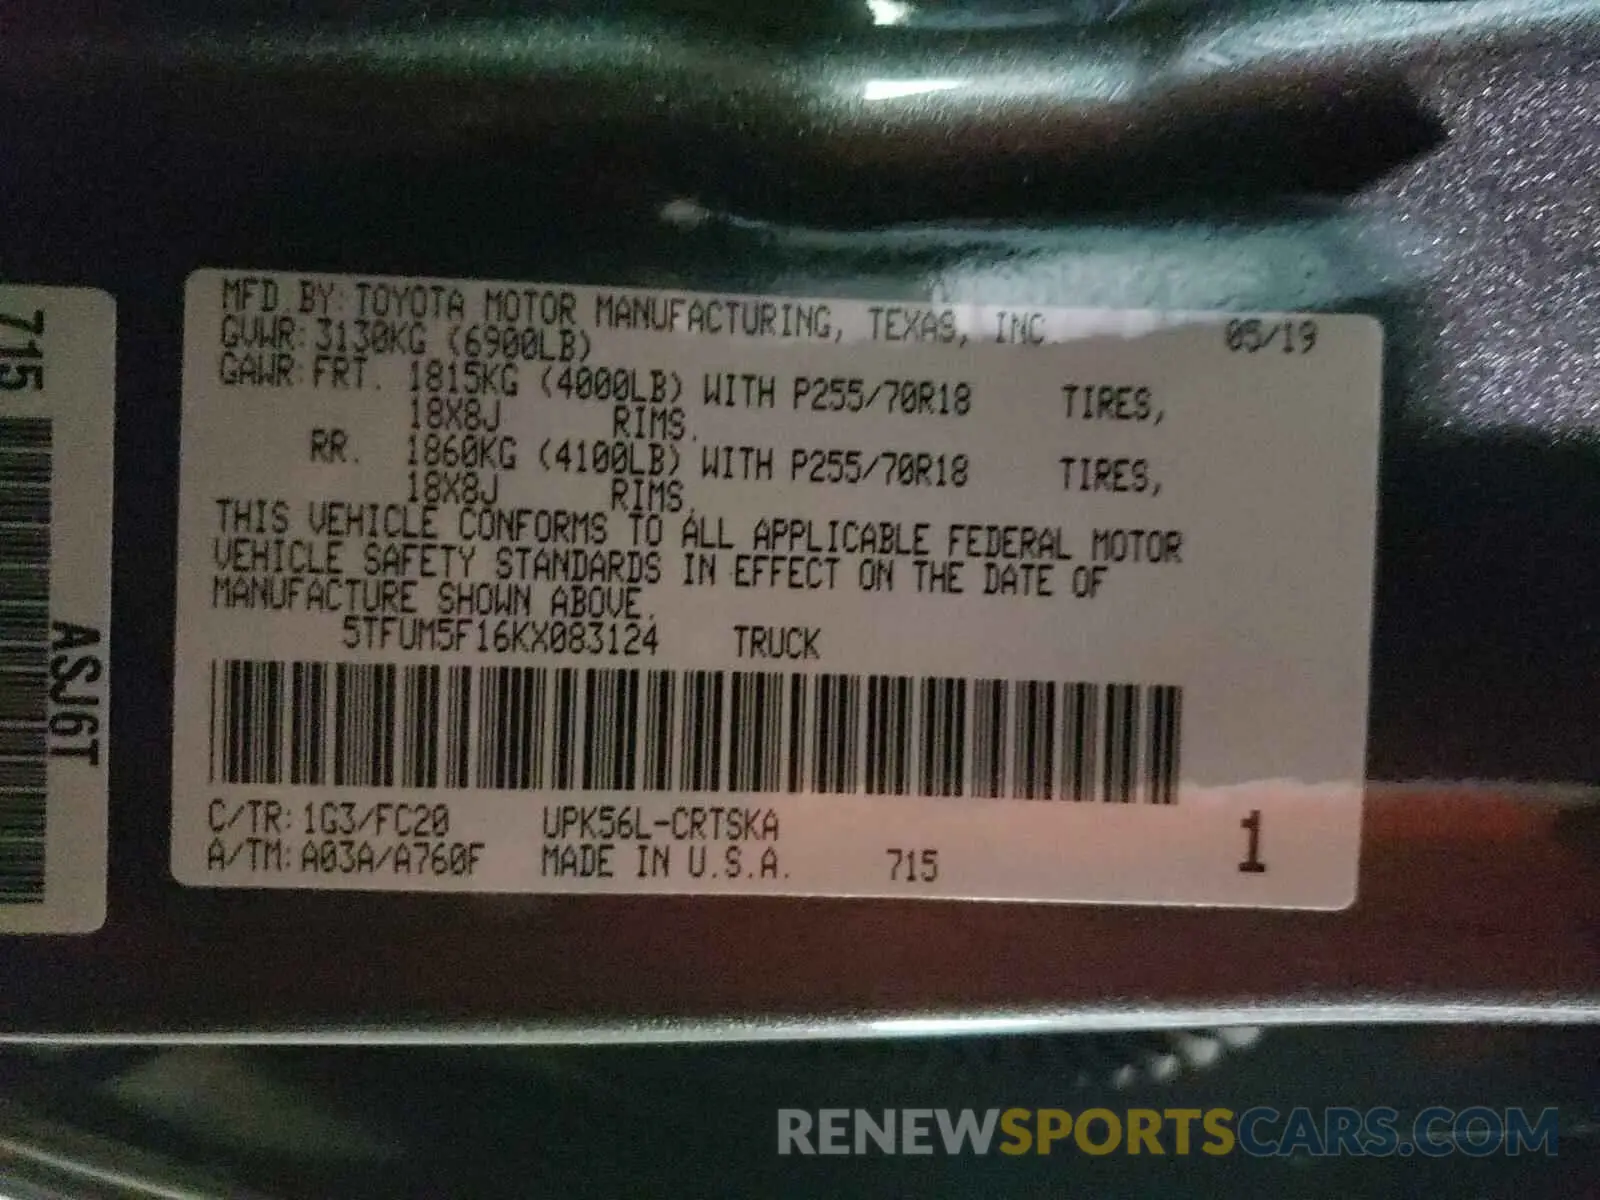 MFD. BY: TOYOTA MOTOR MANUFACTURING, TEXAS, INC. 05/19
GVWR: 3130KG (6900LB)
GAWR: FRT. 1815KG (4000LB) WITH P255/70R18 TIRES,
18X8J RIMS,
RR. 1860KG (4100LB) WITH P255/70R18 TIRES,
18X8J RIMS,
THIS VEHICLE CONFORMS TO ALL APPLICABLE FEDERAL MOTOR
VEHICLE SAFETY STANDARDS IN EFFECT ON THE DATE OF
MANUFACTURE SHOWN ABOVE.
5TFUM5F16KX083124 TRUCK
C/TR: 1G3/FC20 UPK56L-CRTSKA
A/TM: A03A/A760F MADE IN U.S.A. 715 1
715
ASJ6T
RENEWSPORTSCARS.COM